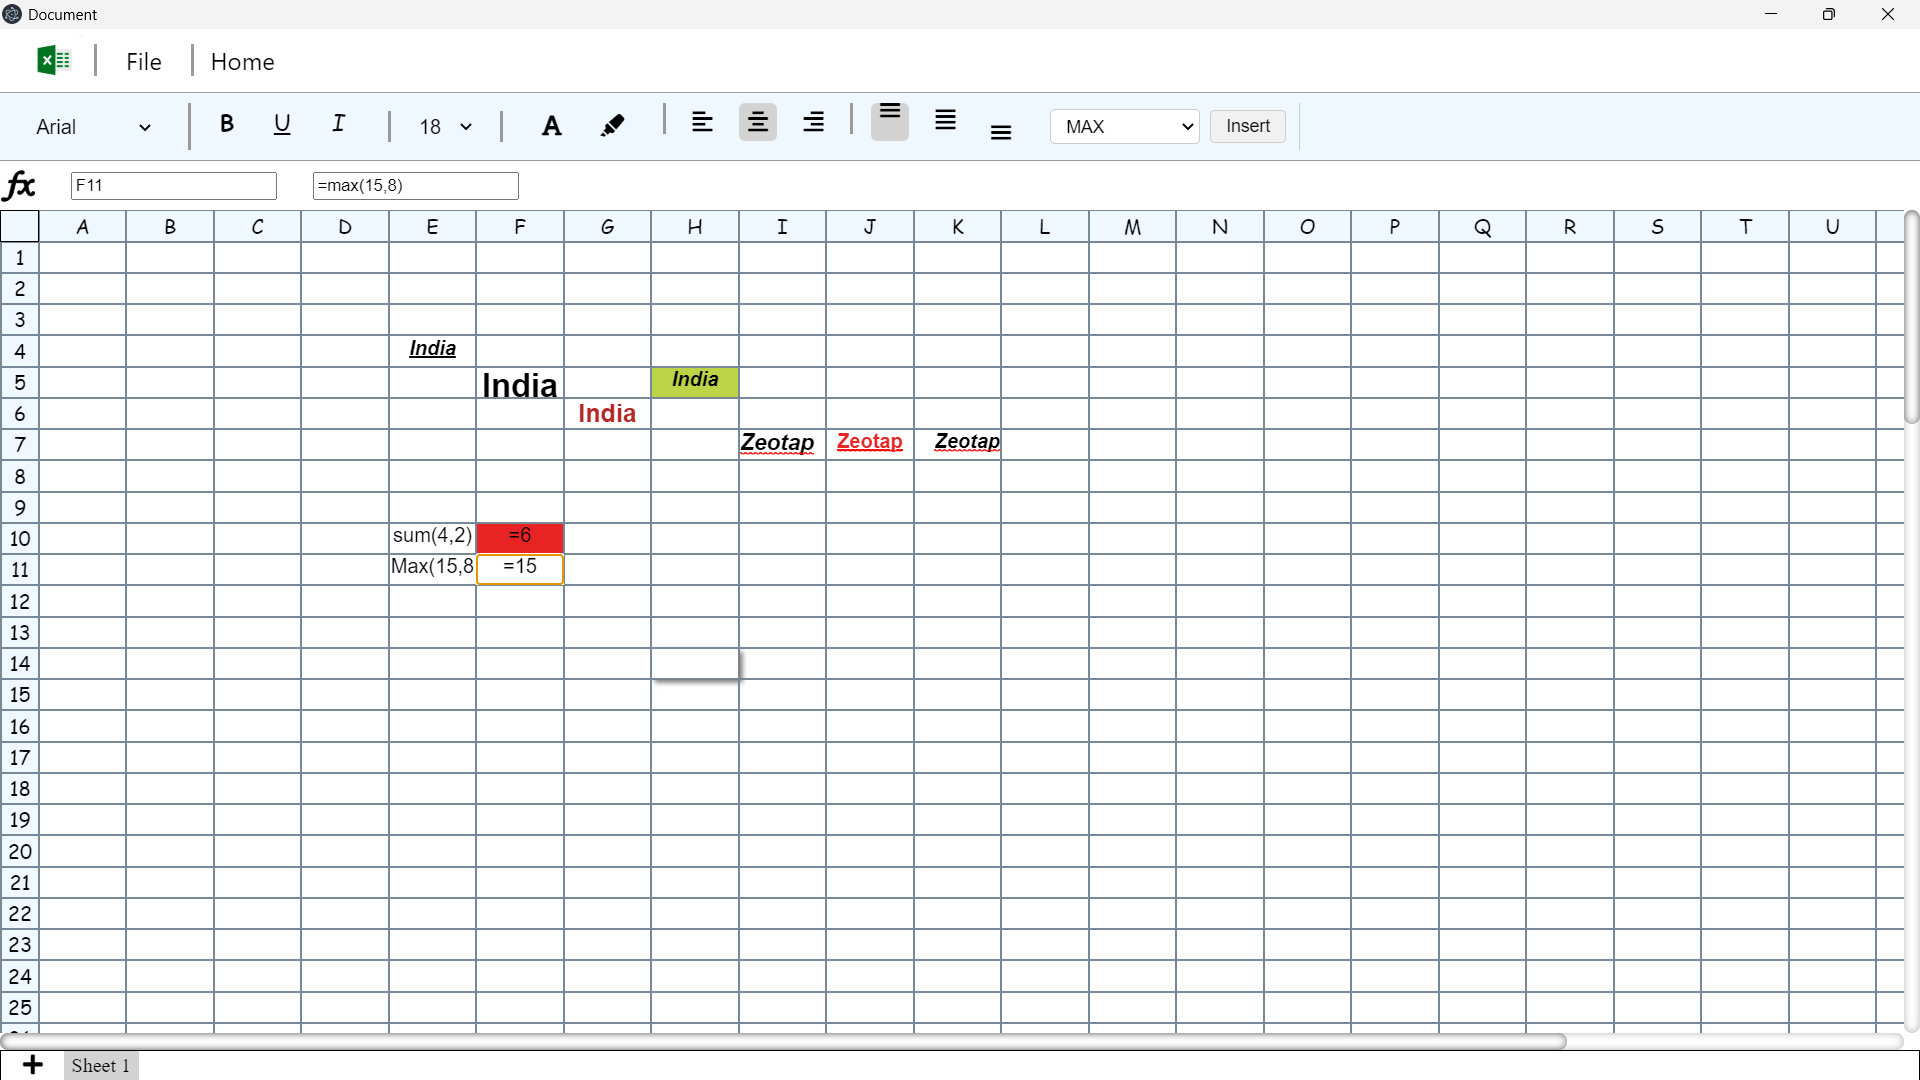 Document
File Home
Arial B U I 18 A MAX Insert
fx F11 =max(15,8)
A B C D E F G H I J K L M N O P Q R S T U
1
2
3
4 India
5 India India
6 India
7 Zeotap Zeotap Zeotap
8
9
10 sum(4,2) =6
11 Max(15,8 =15
12
13
14
15
16
17
18
19
20
21
22
23
24
25
+ Sheet 1